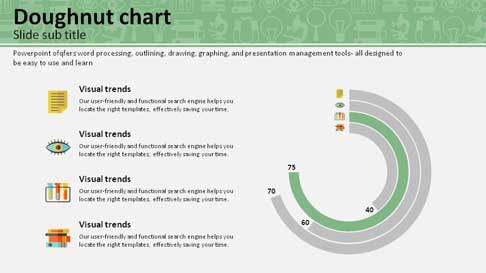 Doughnut chart
Slide sub title
Powerpoint ofqfers word processing, outlining, drawing, graphing, and presentation management tools- all designed to
be easy to use and learn
Visual trends
Our user-friendly and functional search engine helps you
locate the right templates, effectively saving your time.
Visual trends
Our user-friendly and functional search engine helps you
locate the right templates, effectively saving your time.
Visual trends
Our user-friendly and functional search engine helps you
locate the right templates, effectively saving your time.
Visual trends
Our user-friendly and functional search engine helps you
locate the right templates, effectively saving your time.
75
70
60
40